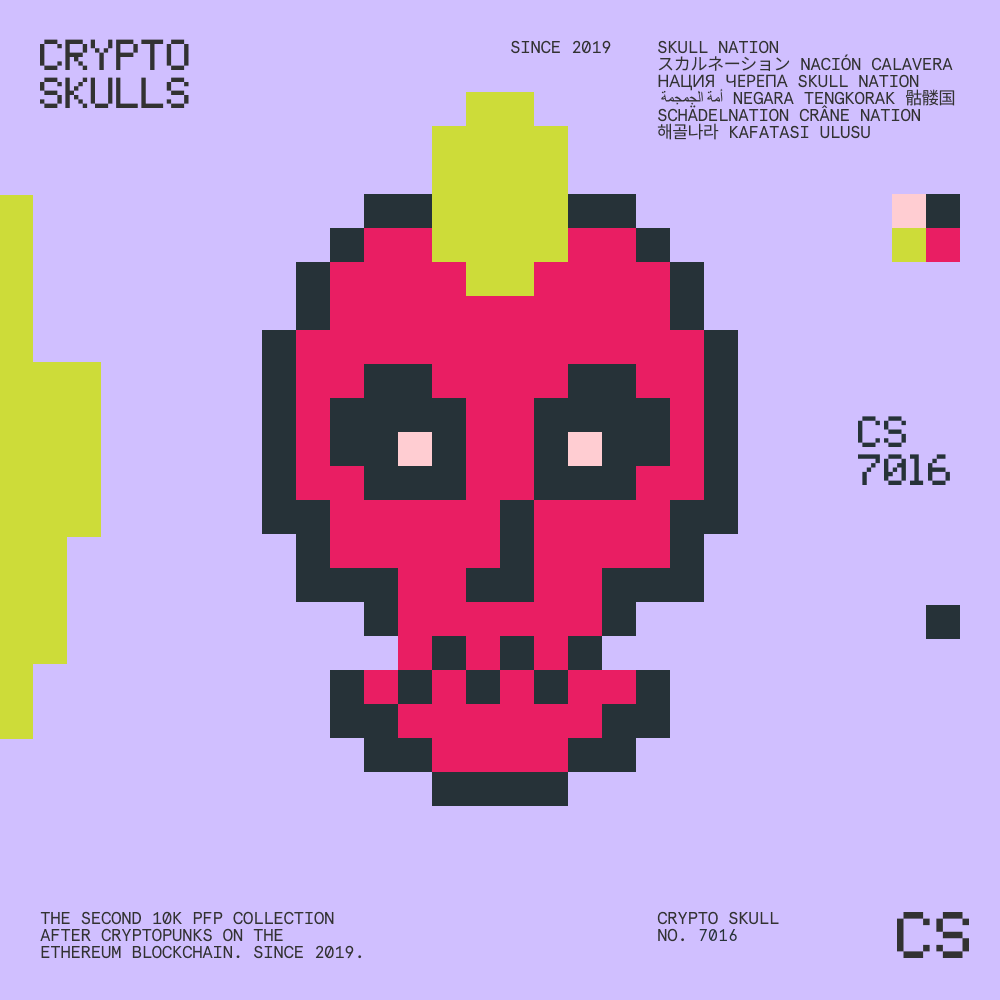 CRYPTO
SKULLS
SINCE 2019
SKULL NATION
スカルネーション NACIÓN CALAVERA
НАЦИЯ ЧЕРЕПА SKULL NATION
أمة الجمجمة NEGARA TENGKORAK 骷髅国
SCHÄDELNATION CRÂNE NATION
해골나라 KAFATASI ULUSU
CS
7016
THE SECOND 10K PFP COLLECTION
AFTER CRYPTOPUNKS ON THE
ETHEREUM BLOCKCHAIN. SINCE 2019.
CRYPTO SKULL
NO. 7016
CS